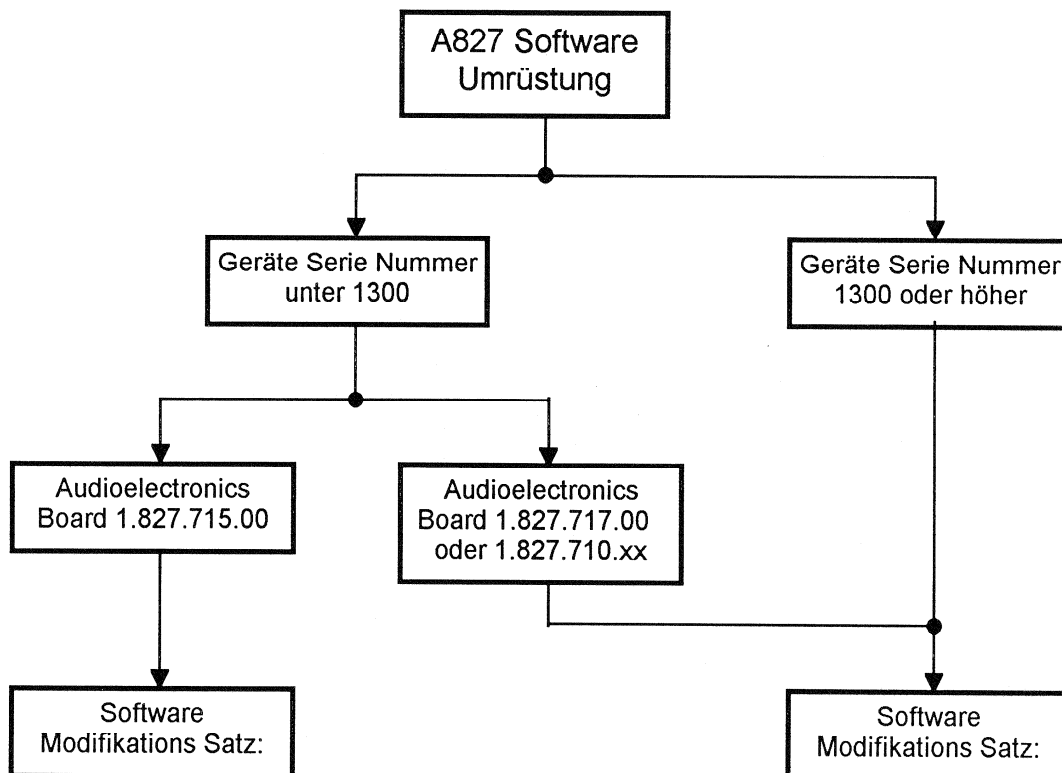 A827 Software
Umrüstung
Geräte Serie Nummer
unter 1300
Geräte Serie Nummer
1300 oder höher
Audioelectronics
Board 1.827.715.00
Audioelectronics
Board 1.827.717.00
oder 1.827.710.xx
Software
Modifikations Satz:
Software
Modifikations Satz: